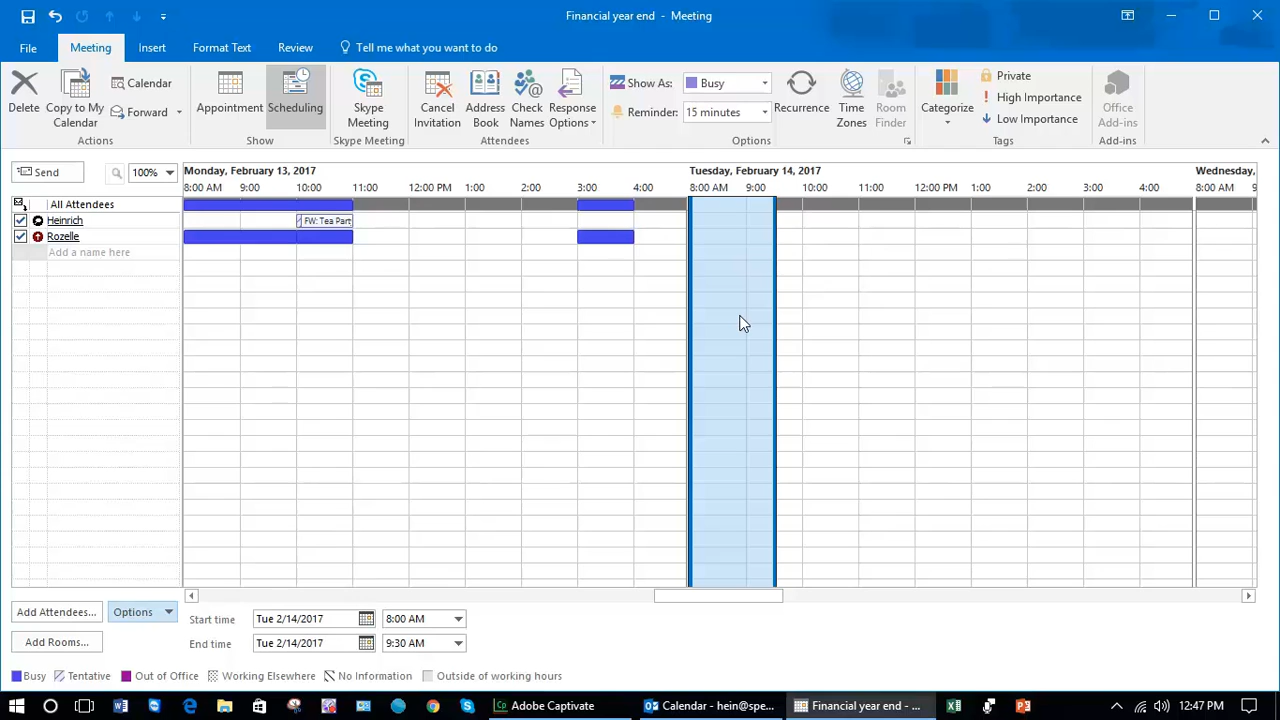 Financial year end - Meeting
File Meeting Insert Format Text Review Tell me what you want to do
Delete
Copy to My Calendar
Calendar
Forward
Actions
Appointment
Scheduling
Show
Skype Meeting
Skype Meeting
Cancel Invitation
Address Book
Check Names
Response Options
Attendees
Show As: Busy
Reminder: 15 minutes
Recurrence
Time Zones
Room Finder
Options
Categorize
Private
High Importance
Low Importance
Tags
Office Add-ins
Add-ins
Send
100%
Monday, February 13, 2017 Tuesday, February 14, 2017 Wednesday,
8:00 AM 9:00 10:00 11:00 12:00 PM 1:00 2:00 3:00 4:00 8:00 AM 9:00 10:00 11:00 12:00 PM 1:00 2:00 3:00 4:00 8:00 AM 9
All Attendees
Heinrich FW: Tea Part
Rozelle
Add a name here
Add Attendees... Options
Add Rooms...
Start time Tue 2/14/2017 8:00 AM
End time Tue 2/14/2017 9:30 AM
Busy Tentative Out of Office Working Elsewhere No Information Outside of working hours
Adobe Captivate Calendar - hein@spe... Financial year end - ... 12:47 PM